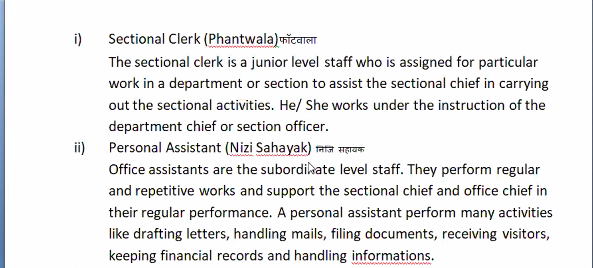 i) Sectional Clerk (Phantwala)फाँटवाला
The sectional clerk is a junior level staff who is assigned for particular
work in a department or section to assist the sectional chief in carrying
out the sectional activities. He/ She works under the instruction of the
department chief or section officer.
ii) Personal Assistant (Nizi Sahayak) निजि सहायक
Office assistants are the subordinate level staff. They perform regular
and repetitive works and support the sectional chief and office chief in
their regular performance. A personal assistant perform many activities
like drafting letters, handling mails, filing documents, receiving visitors,
keeping financial records and handling informations.